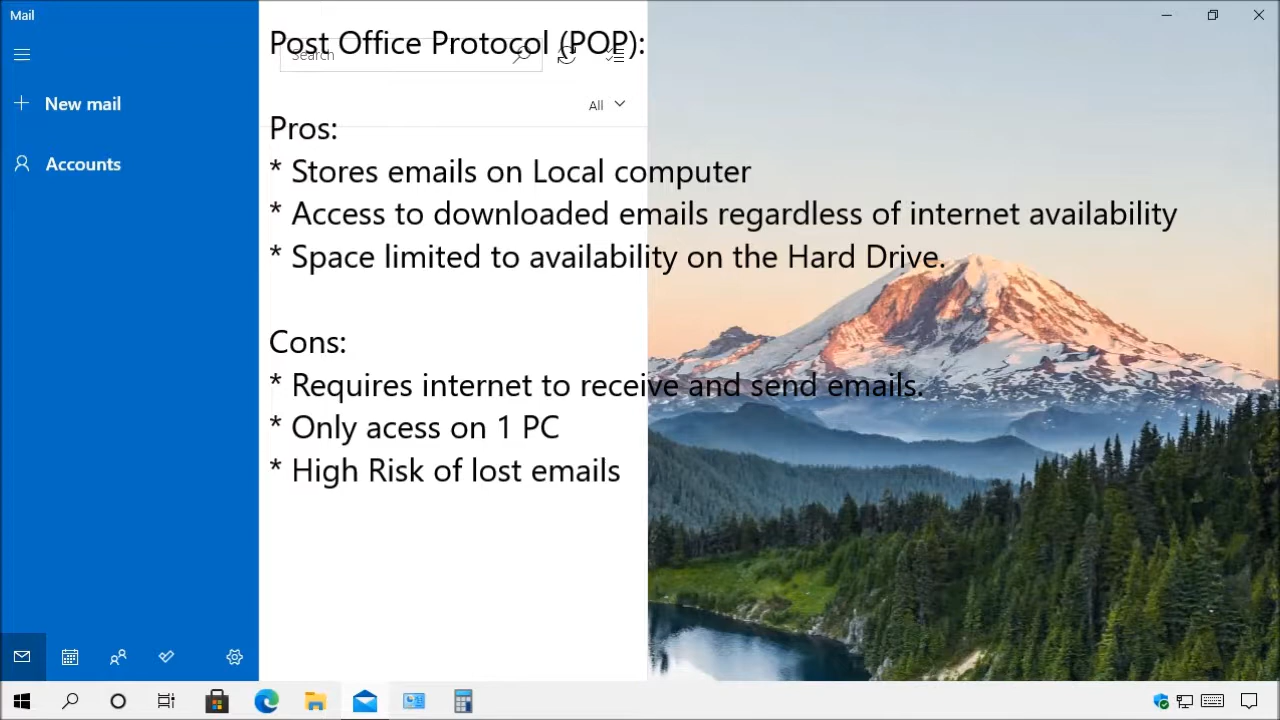 Mail
Post Office Protocol (POP):
Search
New mail
All
Pros:
Accounts
* Stores emails on Local computer
* Access to downloaded emails regardless of internet availability
* Space limited to availability on the Hard Drive.
Cons:
* Requires internet to receive and send emails.
* Only acess on 1 PC
* High Risk of lost emails